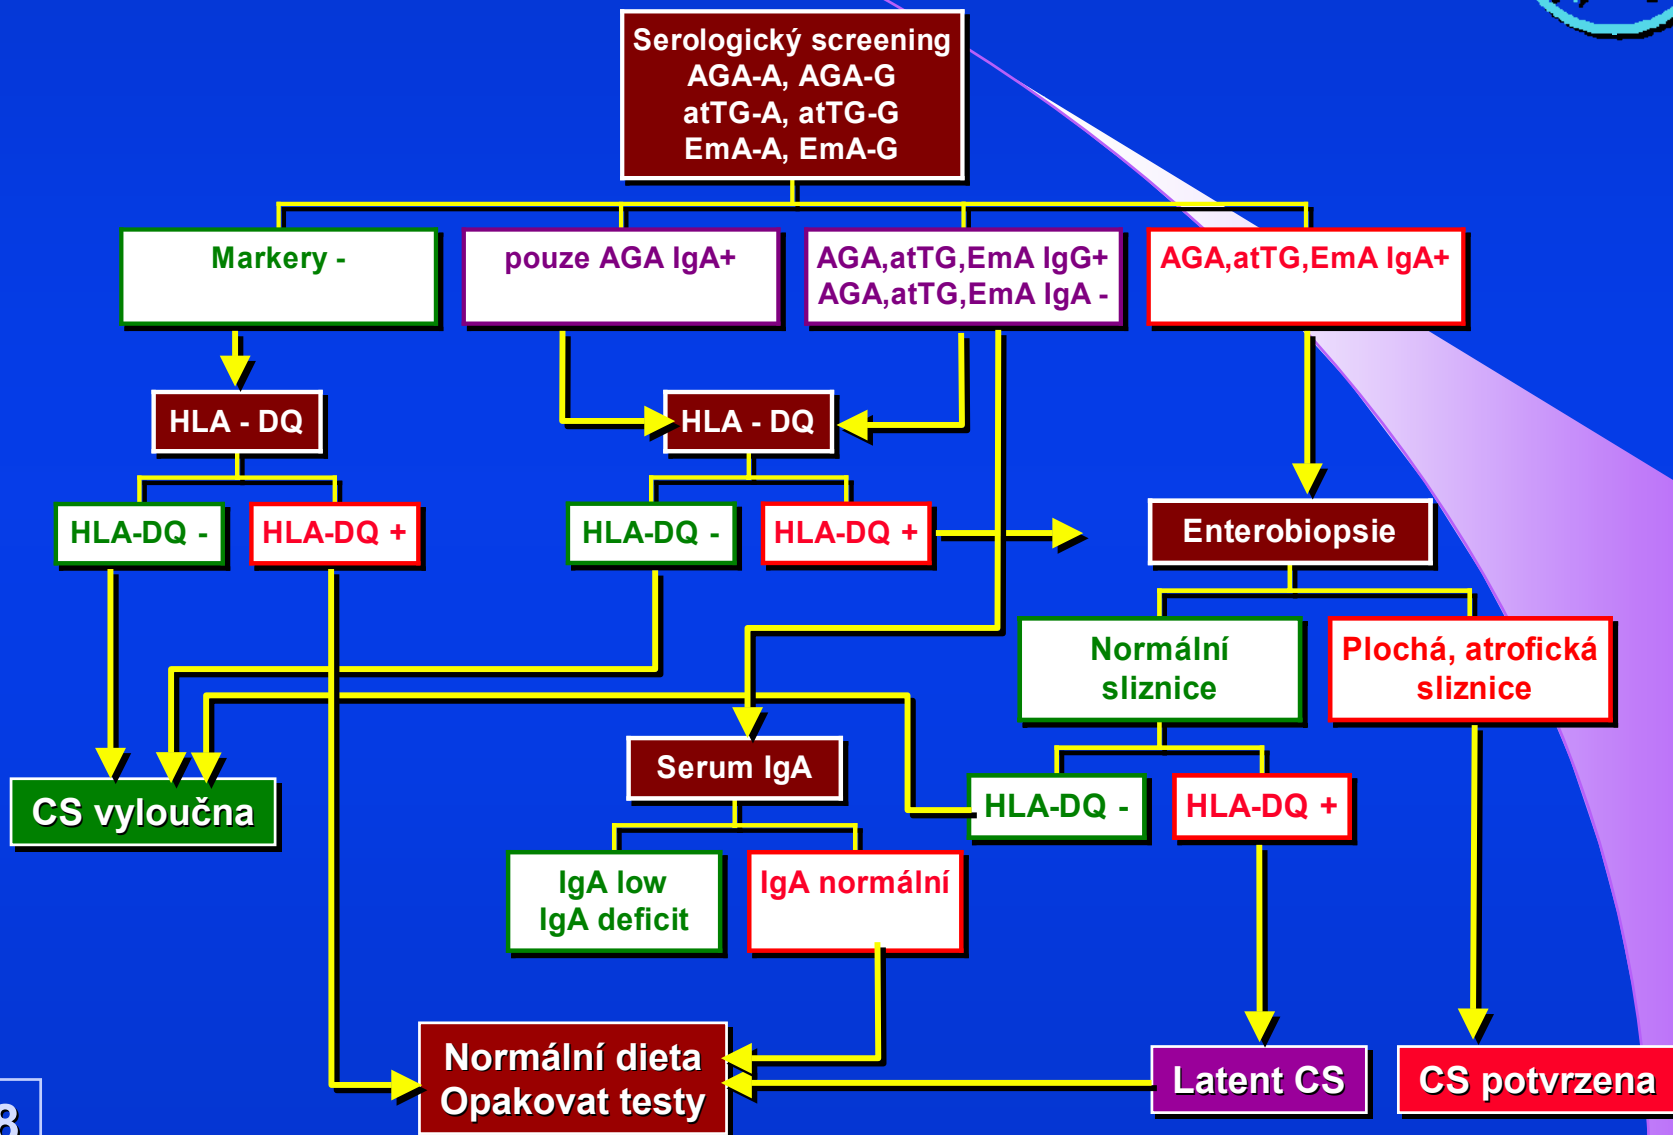 Serologický screening
AGA-A, AGA-G
atTG-A, atTG-G
EmA-A, EmA-G
Markery -
pouze AGA IgA+
AGA,atTG,EmA IgG+
AGA,atTG,EmA IgA -
AGA,atTG,EmA IgA+
HLA - DQ
HLA - DQ
HLA-DQ -
HLA-DQ +
HLA-DQ -
HLA-DQ +
Enterobiopsie
Normální
sliznice
Plochá, atrofická
sliznice
Serum IgA
CS vyloučna
HLA-DQ -
HLA-DQ +
IgA low
IgA deficit
IgA normální
Normální dieta
Opakovat testy
Latent CS
CS potvrzena